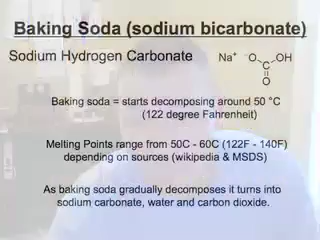 Baking Soda (sodium bicarbonate)
Sodium Hydrogen Carbonate Na⁺ ⁻O OH
C
O
Baking soda = starts decomposing around 50 °C
(122 degree Fahrenheit)
Melting Points range from 50C - 60C (122F - 140F)
depending on sources (wikipedia & MSDS)
As baking soda gradually decomposes it turns into
sodium carbonate, water and carbon dioxide.